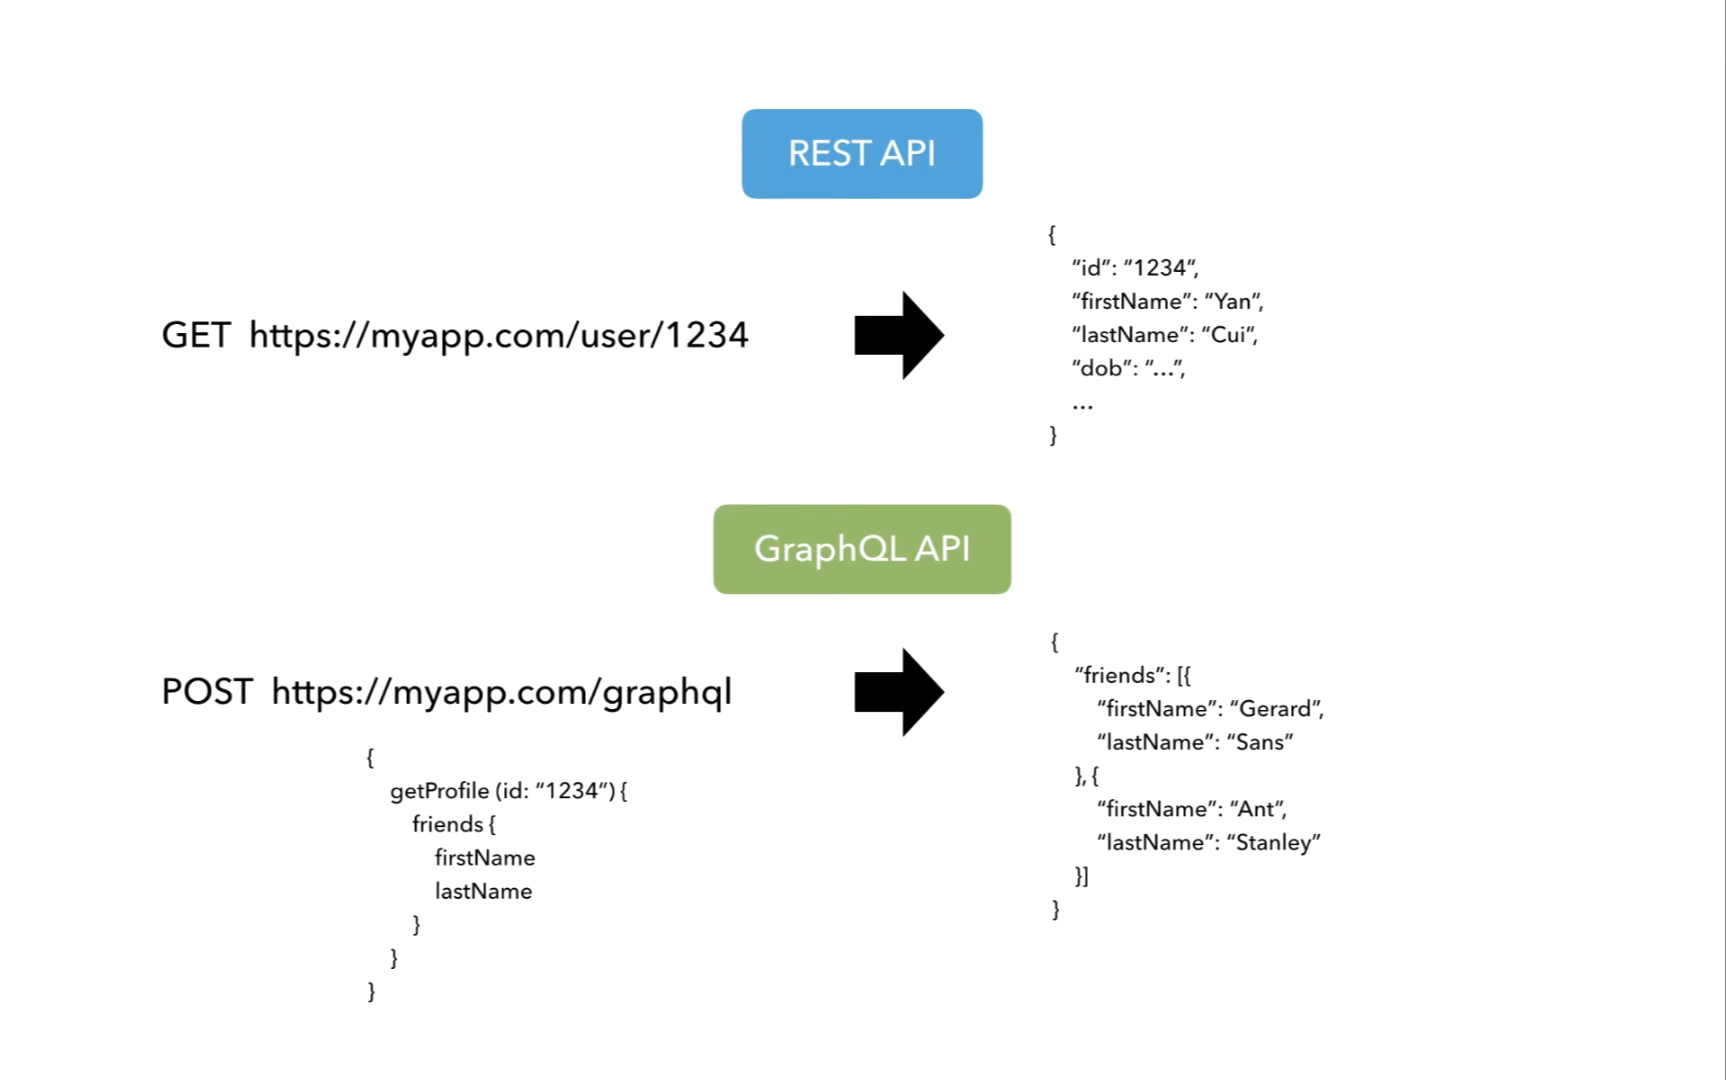 REST API
GET https://myapp.com/user/1234
{
“id”: “1234”,
“firstName”: “Yan”,
“lastName”: “Cui”,
“dob”: “...”,
...
}
GraphQL API
POST https://myapp.com/graphql
{
getProfile (id: “1234”) {
friends {
firstName
lastName
}
}
}
{
“friends”: [{
“firstName”: “Gerard”,
“lastName”: “Sans”
}, {
“firstName”: “Ant”,
“lastName”: “Stanley”
}]
}